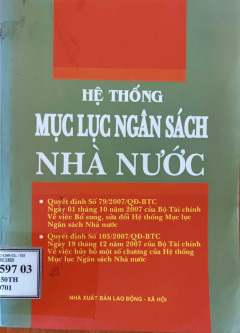 HỆ THỐNG
MỤC LỤC NGÂN SÁCH
NHÀ NƯỚC
Quyết định Số 79/2007/QĐ-BTC
Ngày 01 tháng 10 năm 2007 của Bộ Tài chính
Về việc Bổ sung, sửa đổi Hệ thống Mục lục
Ngân sách Nhà nước
Quyết định Số 105/2007/QĐ-BTC
Ngày 19 tháng 12 năm 2007 của Bộ Tài chính
Về việc hủy bỏ một số chương của Hệ thống
Mục lục Ngân sách Nhà nước
597 03
50TH
0701
NHÀ XUẤT BẢN LAO ĐỘNG - XÃ HỘI